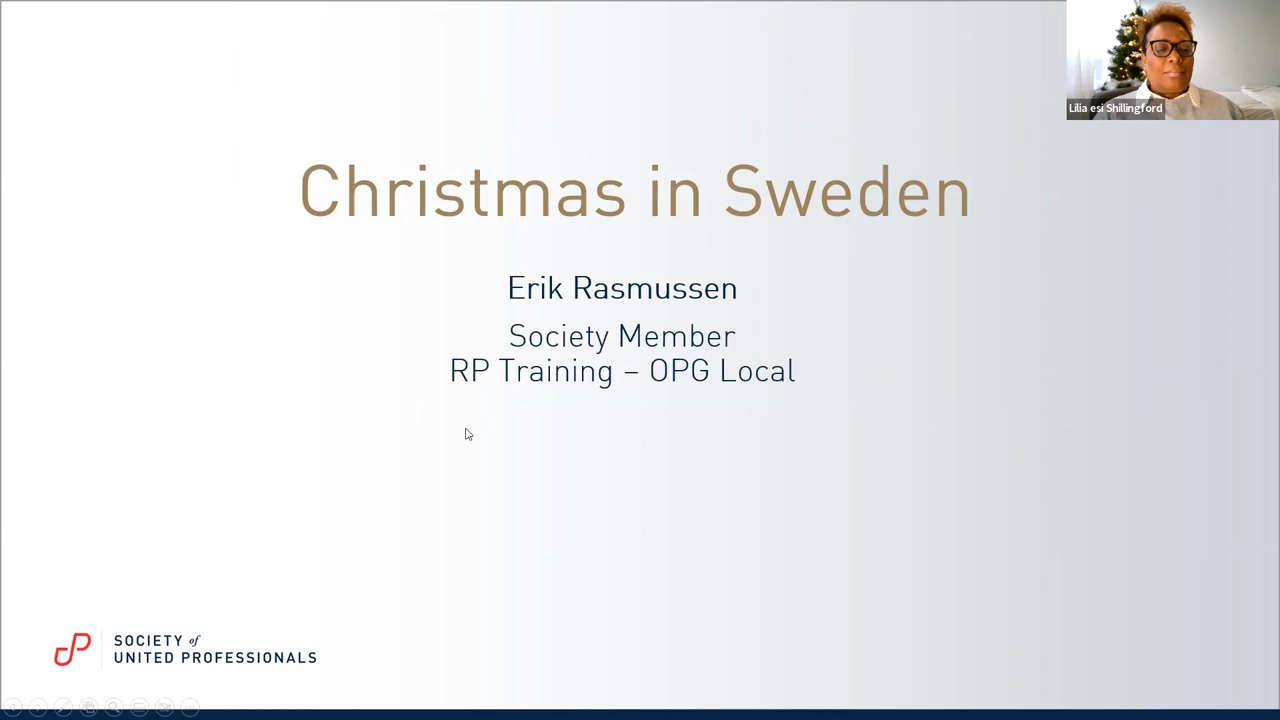 Lilia esi Shillingford
Christmas in Sweden
Erik Rasmussen
Society Member
RP Training – OPG Local
SOCIETY of
UNITED PROFESSIONALS